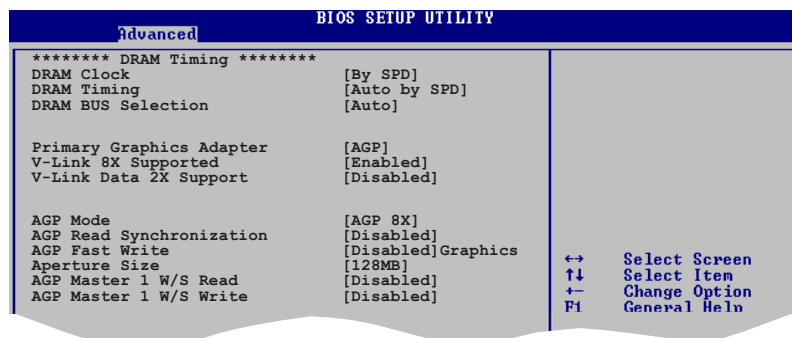 BIOS SETUP UTILITY
Advanced
******** DRAM Timing ********
DRAM Clock [By SPD]
DRAM Timing [Auto by SPD]
DRAM BUS Selection [Auto]
Primary Graphics Adapter [AGP]
V-Link 8X Supported [Enabled]
V-Link Data 2X Support [Disabled]
AGP Mode [AGP 8X]
AGP Read Synchronization [Disabled]
AGP Fast Write [Disabled]Graphics
Aperture Size [128MB]
AGP Master 1 W/S Read [Disabled]
AGP Master 1 W/S Write [Disabled]
↔ Select Screen
↑↓ Select Item
+- Change Option
F1 General Help